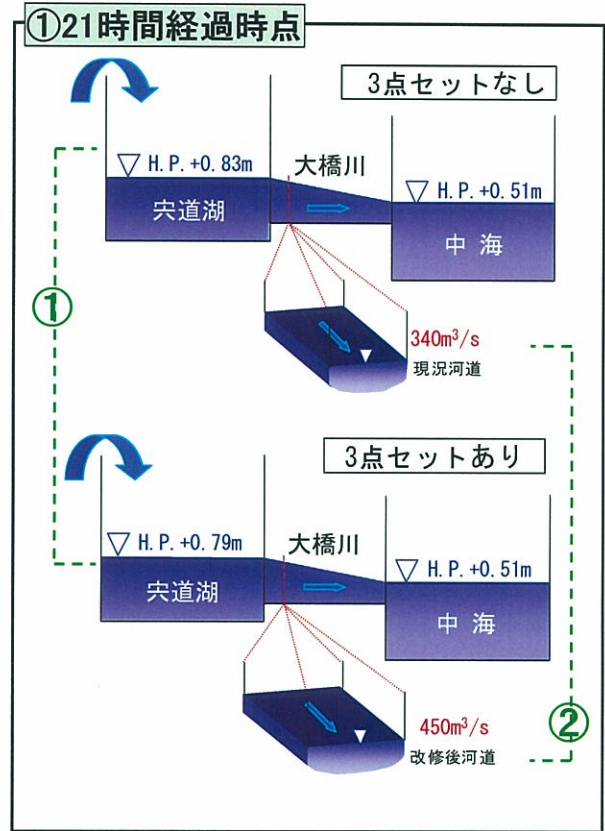 ①21時間経過時点
3点セットなし
H.P.+0.83m
大橋川
H.P.+0.51m
宍道湖
中海
①
340m³/s
現況河道
3点セットあり
H.P.+0.79m
大橋川
H.P.+0.51m
宍道湖
中海
450m³/s
②
改修後河道